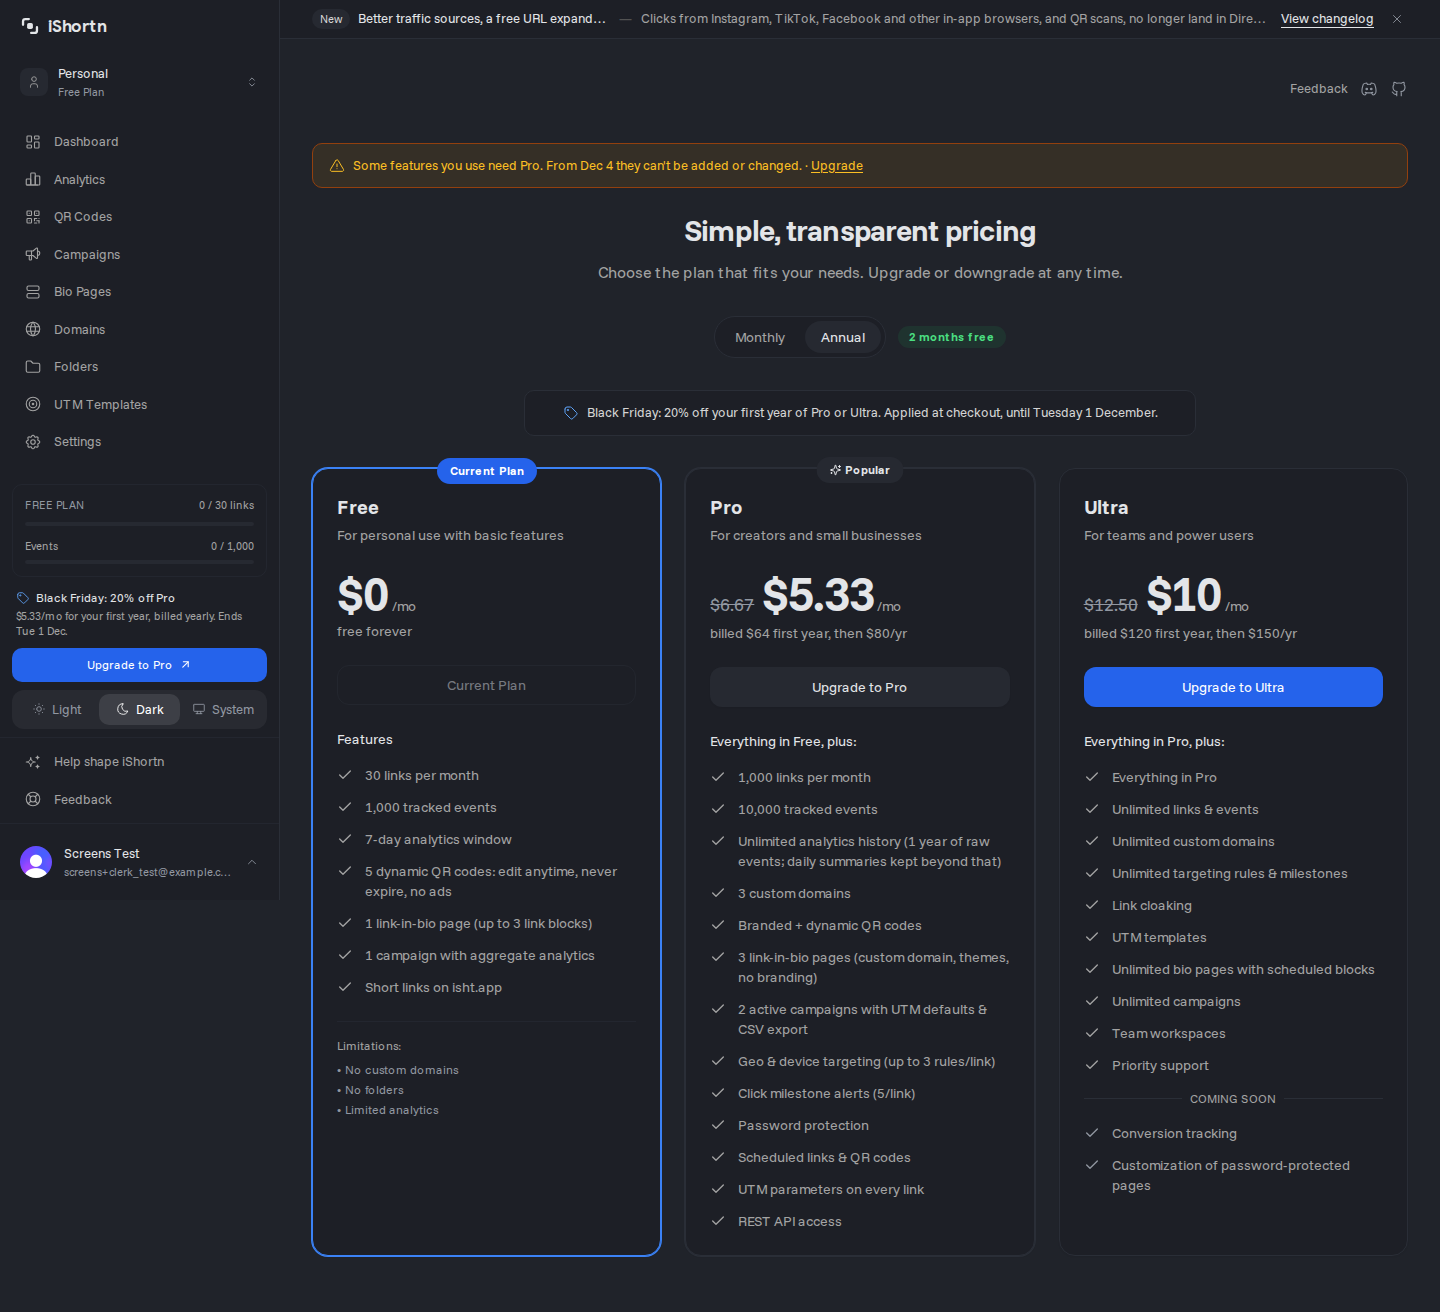 iShortn
Personal
Free Plan
Dashboard
Analytics
QR Codes
Campaigns
Bio Pages
Domains
Folders
UTM Templates
Settings
FREE PLAN 0 / 30 links
Events 0 / 1,000
Black Friday: 20% off Pro
$5.33/mo for your first year, billed yearly. Ends
Tue 1 Dec.
Upgrade to Pro
Light Dark System
Help shape iShortn
Feedback
Screens Test
screens+clerk_test@example.c...
New Better traffic sources, a free URL expand... — Clicks from Instagram, TikTok, Facebook and other in-app browsers, and QR scans, no longer land in Dire... View changelog
Feedback
Some features you use need Pro. From Dec 4 they can't be added or changed. · Upgrade
Simple, transparent pricing
Choose the plan that fits your needs. Upgrade or downgrade at any time.
Monthly Annual 2 months free
Black Friday: 20% off your first year of Pro or Ultra. Applied at checkout, until Tuesday 1 December.
Current Plan
Free
For personal use with basic features
$0 /mo
free forever
Current Plan
Features
30 links per month
1,000 tracked events
7-day analytics window
5 dynamic QR codes: edit anytime, never
expire, no ads
1 link-in-bio page (up to 3 link blocks)
1 campaign with aggregate analytics
Short links on isht.app
Limitations:
• No custom domains
• No folders
• Limited analytics
Popular
Pro
For creators and small businesses
$6.67 $5.33 /mo
billed $64 first year, then $80/yr
Upgrade to Pro
Everything in Free, plus:
1,000 links per month
10,000 tracked events
Unlimited analytics history (1 year of raw
events; daily summaries kept beyond that)
3 custom domains
Branded + dynamic QR codes
3 link-in-bio pages (custom domain, themes,
no branding)
2 active campaigns with UTM defaults &
CSV export
Geo & device targeting (up to 3 rules/link)
Click milestone alerts (5/link)
Password protection
Scheduled links & QR codes
UTM parameters on every link
REST API access
Ultra
For teams and power users
$12.50 $10 /mo
billed $120 first year, then $150/yr
Upgrade to Ultra
Everything in Pro, plus:
Everything in Pro
Unlimited links & events
Unlimited custom domains
Unlimited targeting rules & milestones
Link cloaking
UTM templates
Unlimited bio pages with scheduled blocks
Unlimited campaigns
Team workspaces
Priority support
COMING SOON
Conversion tracking
Customization of password-protected
pages